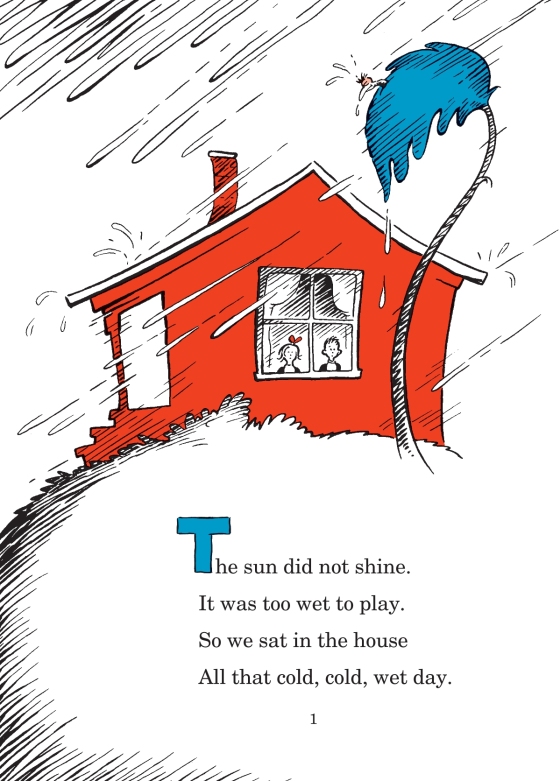 The sun did not shine.
It was too wet to play.
So we sat in the house
All that cold, cold, wet day.
1